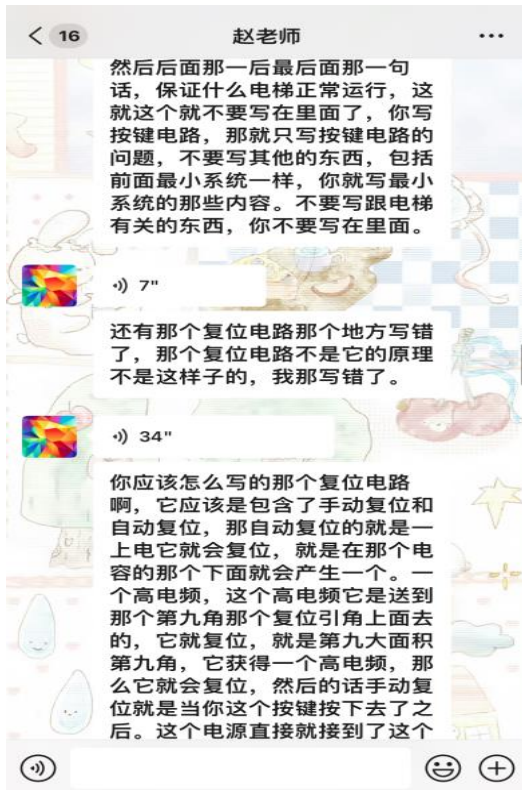 16
赵老师
然后后面那一后最后面那一句
话，保证什么电梯正常运行，这
就这个就不要写在里面了，你写
按键电路，那就只写按键电路的
问题，不要写其他的东西，包括
前面最小系统一样，你就写最小
系统的那些内容。不要写跟电梯
有关的东西，你不要写在里面。
7"
还有那个复位电路那个地方写错
了，那个复位电路不是它的原理
不是这样子的，我那写错了。
34"
你应该怎么写的那个复位电路
啊，它应该是包含了手动复位和
自动复位，那自动复位的就是一
上电它就会复位，就是在那个电
容的那个下面就会产生一个。一
个高电频，这个高电频它是送到
那个第九角那个复位引角上面去
的，它就复位，就是第九大面积
第九角，它获得一个高电频，那
么它就会复位，然后的话手动复
位就是当你这个按键按下去了之
后。这个电源直接就接到了这个